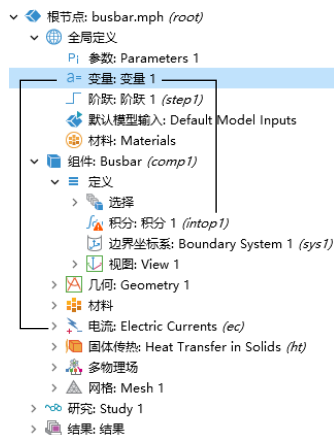 根节点: busbar.mph (root)
全局定义
Pi 参数: Parameters 1
a= 变量: 变量 1
阶跃: 阶跃 1 (step1)
默认模型输入: Default Model Inputs
材料: Materials
组件: Busbar (comp1)
定义
选择
积分: 积分 1 (intop1)
边界坐标系: Boundary System 1 (sys1)
视图: View 1
几何: Geometry 1
材料
电流: Electric Currents (ec)
固体传热: Heat Transfer in Solids (ht)
多物理场
网格: Mesh 1
研究: Study 1
结果: 结果